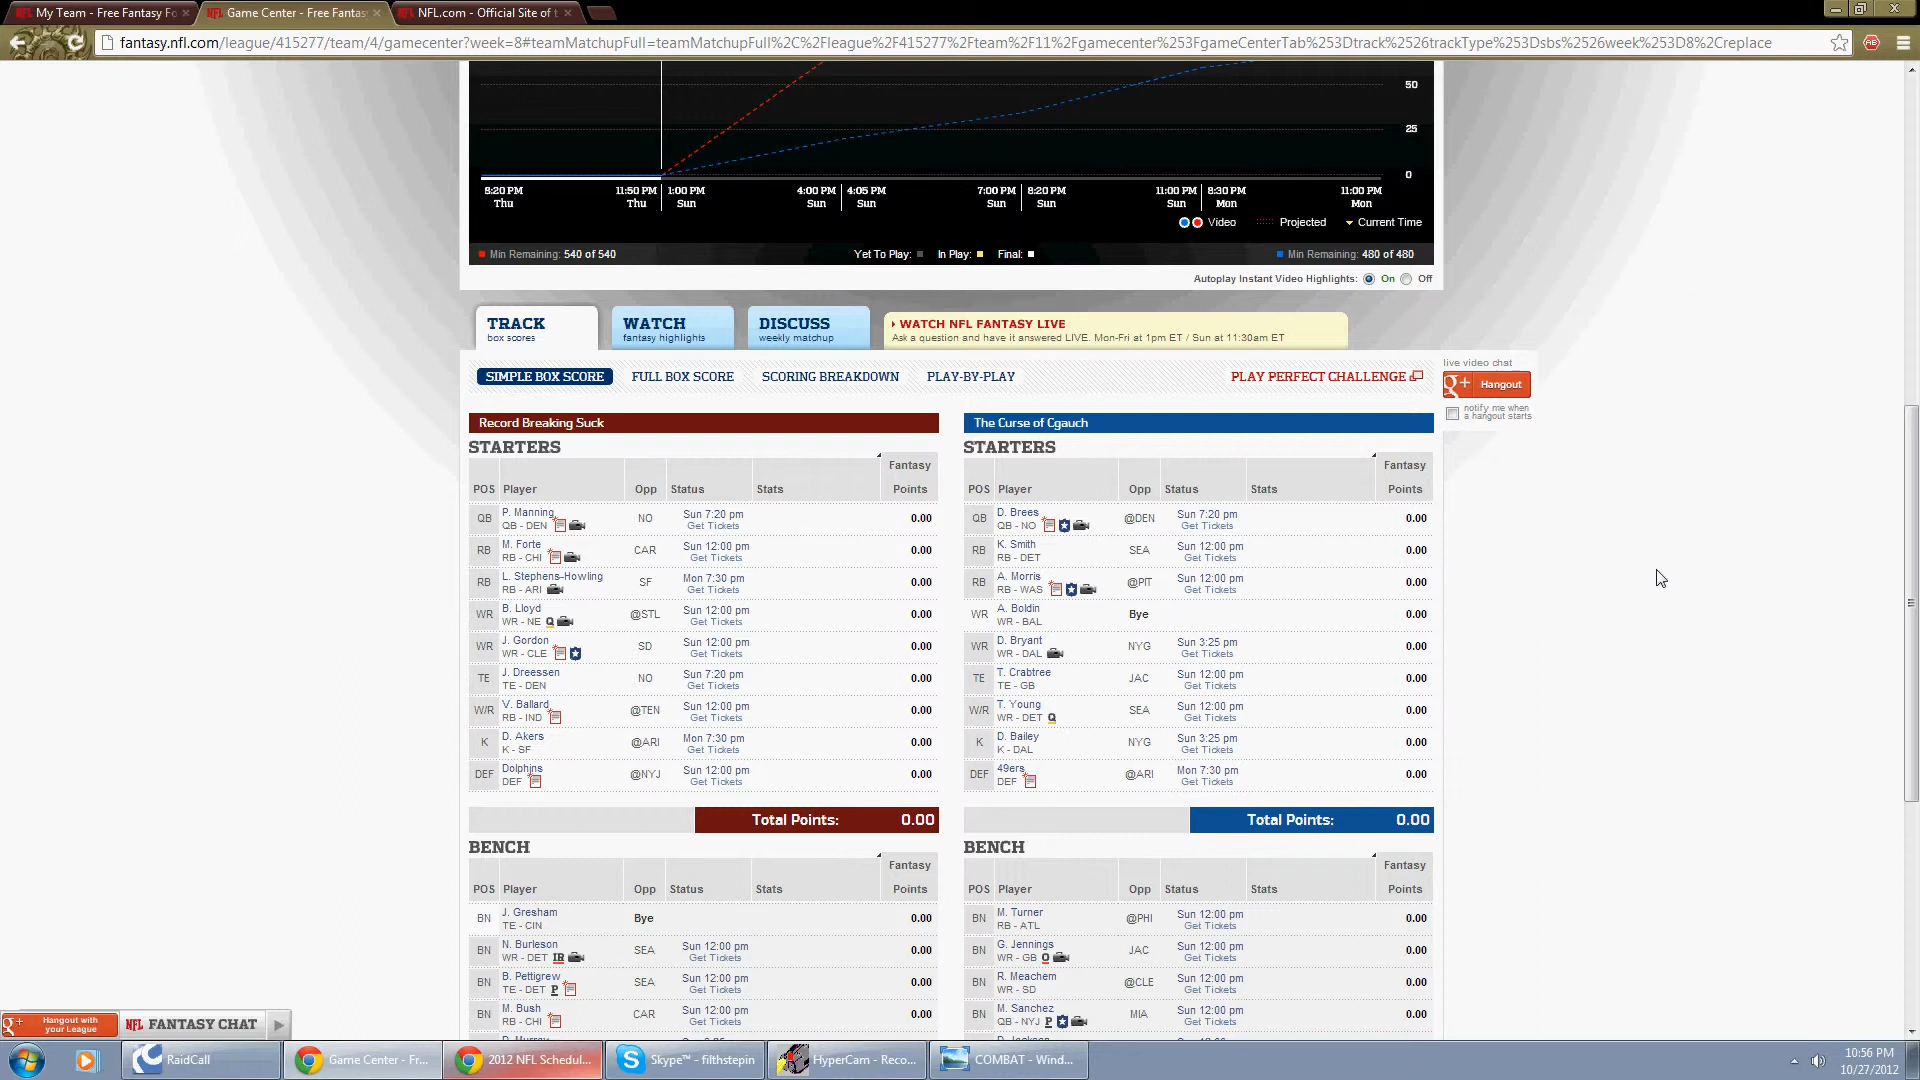 My Team - Free Fantasy Fo
Game Center - Free Fantas
NFL.com - Official Site of t
fantasy.nfl.com/league/415277/team/4/gamecenter?week=8#teamMatchupFull=teamMatchupFull%2C%2Fleague%2F415277%2Fteam%2F11%2Fgamecenter%253FgameCenterTab%253Dtrack%2526trackType%253Dsbs%2526week%253D8%2Creplace
50
25
0
8:20 PM 11:50 PM 1:00 PM 4:00 PM 4:05 PM 7:00 PM 8:20 PM 11:00 PM 8:30 PM 11:00 PM
Thu Thu Sun Sun Sun Sun Sun Sun Mon Mon
Video Projected Current Time
Min Remaining: 540 of 540 Yet To Play: In Play: Final: Min Remaining: 480 of 480
Autoplay Instant Video Highlights: On Off
TRACK WATCH DISCUSS
box scores fantasy highlights weekly matchup
WATCH NFL FANTASY LIVE
Ask a question and have it answered LIVE. Mon-Fri at 1pm ET / Sun at 11:30am ET
SIMPLE BOX SCORE FULL BOX SCORE SCORING BREAKDOWN PLAY-BY-PLAY PLAY PERFECT CHALLENGE
live video chat
g+ Hangout
notify me when
a hangout starts
Record Breaking Suck
STARTERS
Fantasy
POS Player Opp Status Stats Points
QB P. Manning NO Sun 7:20 pm 0.00
QB - DEN Get Tickets
RB M. Forte CAR Sun 12:00 pm 0.00
RB - CHI Get Tickets
RB L. Stephens-Howling SF Mon 7:30 pm 0.00
RB - ARI Get Tickets
WR B. Lloyd @STL Sun 12:00 pm 0.00
WR - NE Q Get Tickets
WR J. Gordon SD Sun 12:00 pm 0.00
WR - CLE Get Tickets
TE J. Dreessen NO Sun 7:20 pm 0.00
TE - DEN Get Tickets
W/R V. Ballard @TEN Sun 12:00 pm 0.00
RB - IND Get Tickets
K D. Akers @ARI Mon 7:30 pm 0.00
K - SF Get Tickets
DEF Dolphins @NYJ Sun 12:00 pm 0.00
DEF Get Tickets
Total Points: 0.00
BENCH
Fantasy
POS Player Opp Status Stats Points
BN J. Gresham Bye 0.00
TE - CIN
BN N. Burleson SEA Sun 12:00 pm 0.00
WR - DET IR Get Tickets
BN B. Pettigrew SEA Sun 12:00 pm 0.00
TE - DET P Get Tickets
BN M. Bush CAR Sun 12:00 pm 0.00
RB - CHI Get Tickets
The Curse of Cgauch
STARTERS
Fantasy
POS Player Opp Status Stats Points
QB D. Brees @DEN Sun 7:20 pm 0.00
QB - NO Get Tickets
RB K. Smith SEA Sun 12:00 pm 0.00
RB - DET Get Tickets
RB A. Morris @PIT Sun 12:00 pm 0.00
RB - WAS Get Tickets
WR A. Boldin Bye 0.00
WR - BAL
WR D. Bryant NYG Sun 3:25 pm 0.00
WR - DAL Get Tickets
TE T. Crabtree JAC Sun 12:00 pm 0.00
TE - GB Get Tickets
W/R T. Young SEA Sun 12:00 pm 0.00
WR - DET Q Get Tickets
K D. Bailey NYG Sun 3:25 pm 0.00
K - DAL Get Tickets
DEF 49ers @ARI Mon 7:30 pm 0.00
DEF Get Tickets
Total Points: 0.00
BENCH
Fantasy
POS Player Opp Status Stats Points
BN M. Turner @PHI Sun 12:00 pm 0.00
RB - ATL Get Tickets
BN G. Jennings JAC Sun 12:00 pm 0.00
WR - GB O Get Tickets
BN R. Meachem @CLE Sun 12:00 pm 0.00
WR - SD Get Tickets
BN M. Sanchez MIA Sun 12:00 pm 0.00
QB - NYJ P Get Tickets
g+ Hangout with
your League
NFL FANTASY CHAT
RaidCall
Game Center - Fr...
2012 NFL Schedul...
Skype™ - filthstepin
HyperCam - Reco...
COMBAT - Wind...
10:56 PM
10/27/2012